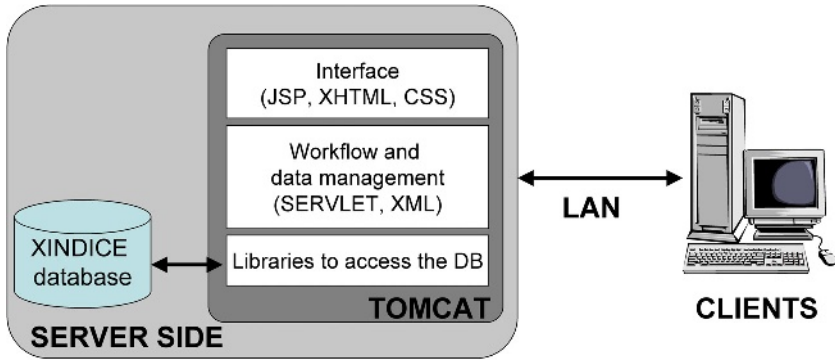 Interface
(JSP, XHTML, CSS)
Workflow and
data management
(SERVLET, XML)
Libraries to access the DB
TOMCAT
XINDICE
database
SERVER SIDE
LAN
CLIENTS